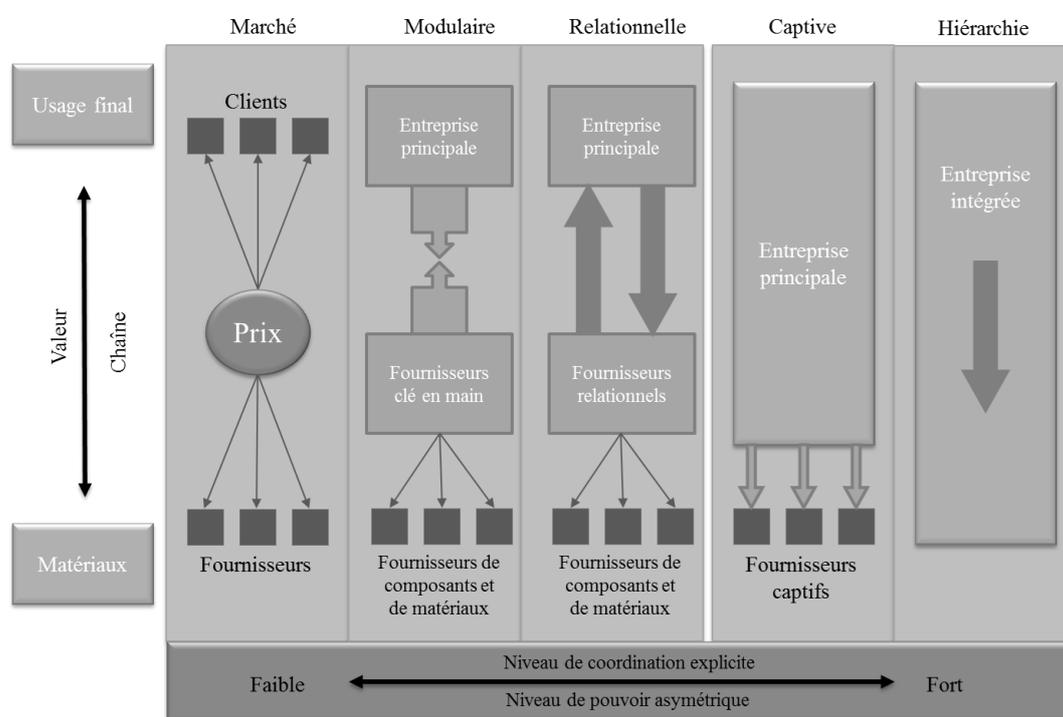 Marché
Modulaire
Relationnelle
Captive
Hiérarchie
Usage final
Valeur
Chaîne
Matériaux
Clients
Prix
Fournisseurs
Entreprise
principale
Fournisseurs
clé en main
Fournisseurs de
composants et
de matériaux
Entreprise
principale
Fournisseurs
relationnels
Fournisseurs de
composants et
de matériaux
Entreprise
principale
Fournisseurs
captifs
Entreprise
intégrée
Niveau de coordination explicite
Faible
Fort
Niveau de pouvoir asymétrique